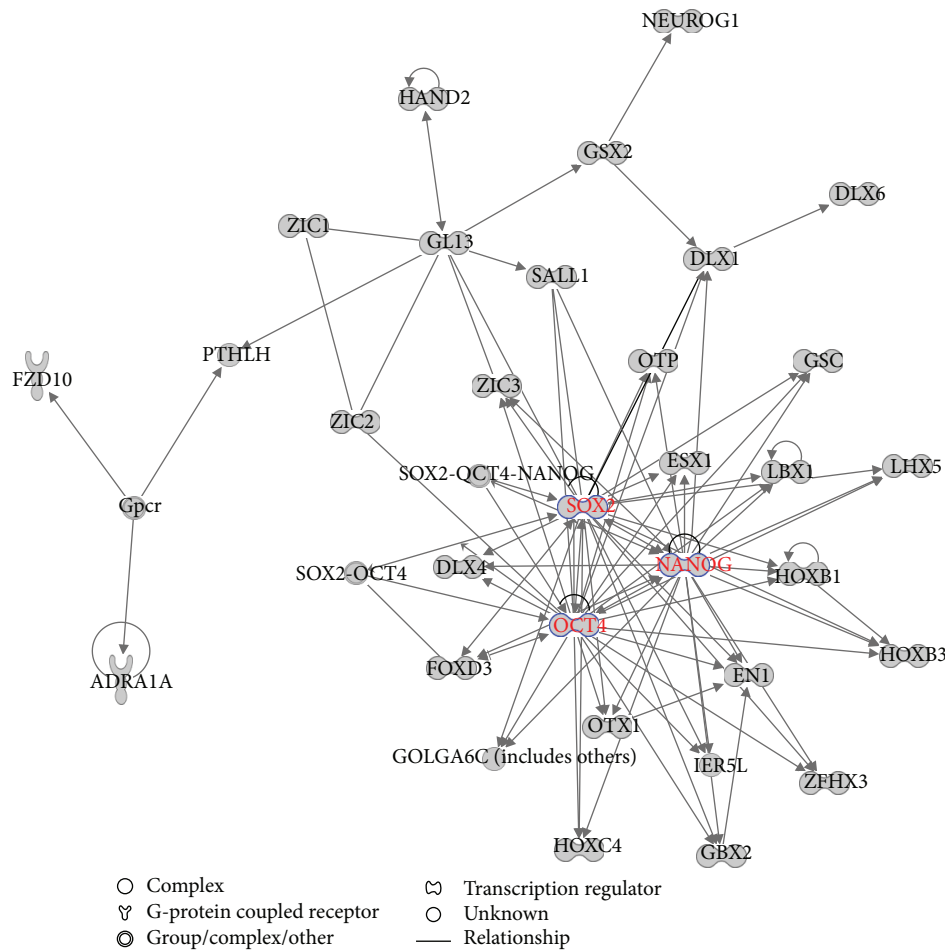 NEUROG1
HAND2
GSX2
DLX6
ZIC1
GL13
DLX1
SALL1
PTHLH
OTP
GSC
FZD10
ZIC3
ZIC2
ESX1
LBX1
LHX5
SOX2-OCT4-NANOG
SOX2
Gpcr
NANOG
SOX2-OCT4
DLX4
HOXB1
OCT4
HOXB3
FOXD3
EN1
ADRA1A
OTX1
GOLGA6C (includes others)
IER5L
ZFHX3
HOXC4
GBX2
Complex
G-protein coupled receptor
Group/complex/other
Transcription regulator
Unknown
Relationship